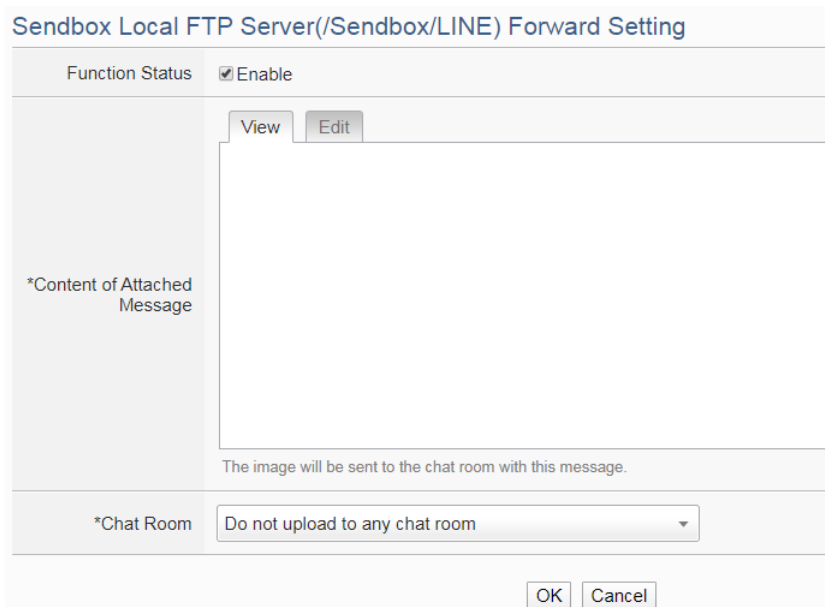 Sendbox Local FTP Server(/Sendbox/LINE) Forward Setting
Function Status Enable
View Edit
*Content of Attached
Message
The image will be sent to the chat room with this message.
*Chat Room Do not upload to any chat room
OK Cancel